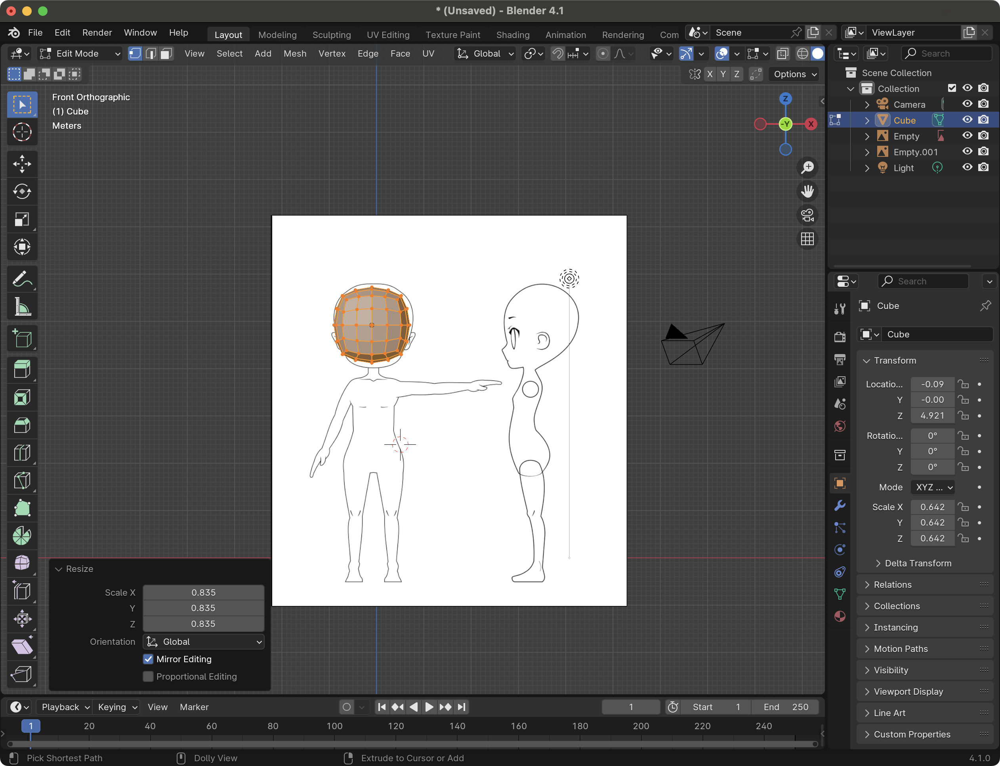 * (Unsaved) - Blender 4.1
File Edit Render Window Help Layout Modeling Sculpting UV Editing Texture Paint Shading Animation Rendering Com Scene ViewLayer
Edit Mode View Select Add Mesh Vertex Edge Face UV Global Search
X Y Z Options
Front Orthographic
(1) Cube
Meters
Z
-Y X
Scene Collection
Collection
Camera
Cube
Empty
Empty.001
Light
Search
Cube
Cube
Transform
Locatio... -0.09
Y -0.00
Z 4.921
Rotatio... 0°
Y 0°
Z 0°
Mode XYZ ...
Scale X 0.642
Y 0.642
Z 0.642
Delta Transform
Relations
Collections
Instancing
Motion Paths
Visibility
Viewport Display
Line Art
Custom Properties
Resize
Scale X 0.835
Y 0.835
Z 0.835
Orientation Global
Mirror Editing
Proportional Editing
Playback Keying View Marker 1 Start 1 End 250
1 20 40 60 80 100 120 140 160 180 200 220 240
Pick Shortest Path Dolly View Extrude to Cursor or Add 4.1.0